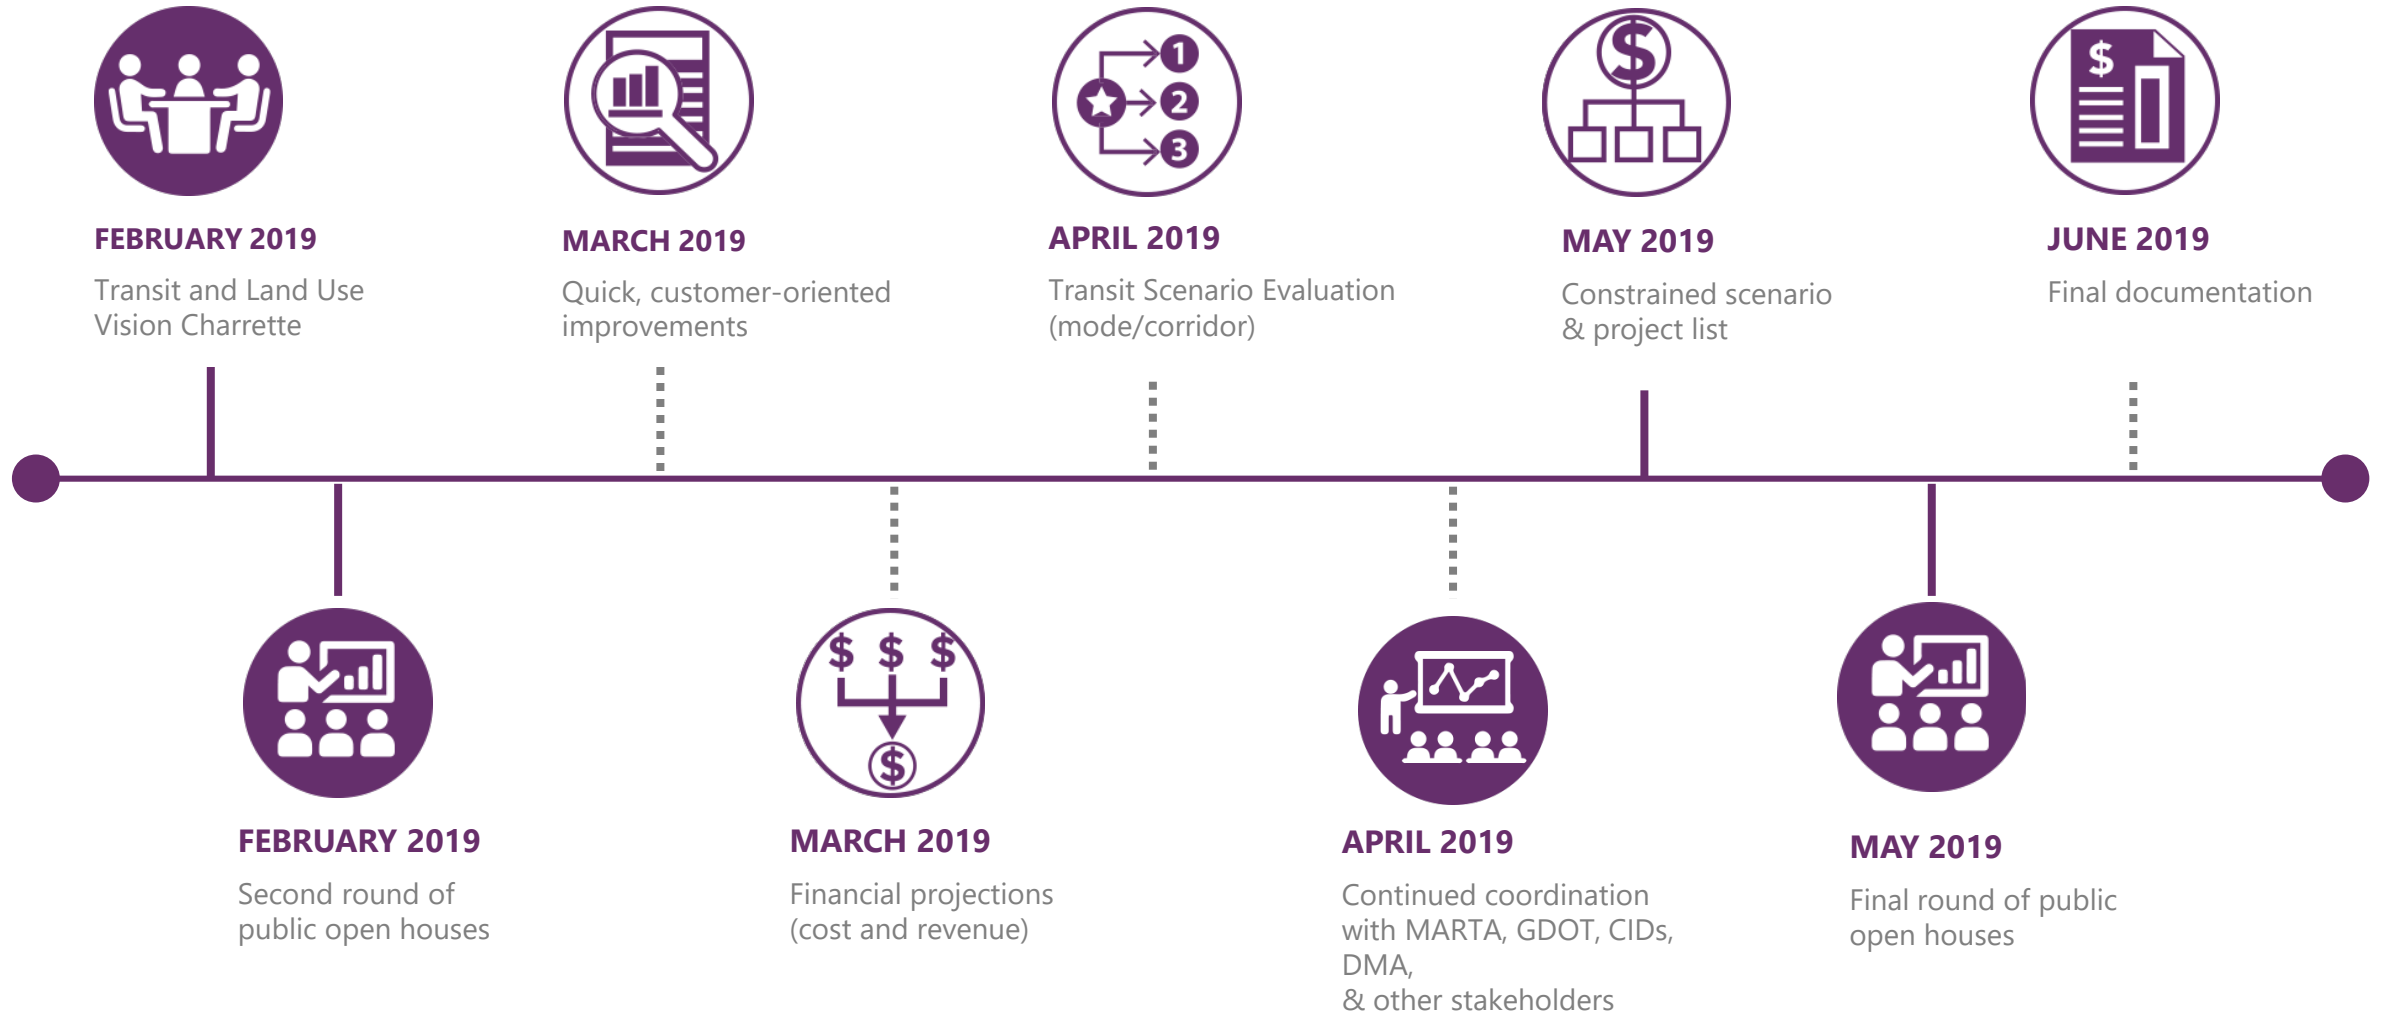 1
2
3
$
$
FEBRUARY 2019
Transit and Land Use
Vision Charrette
MARCH 2019
Quick, customer-oriented
improvements
APRIL 2019
Transit Scenario Evaluation
(mode/corridor)
MAY 2019
Constrained scenario
& project list
JUNE 2019
Final documentation
$ $ $
$
FEBRUARY 2019
Second round of
public open houses
MARCH 2019
Financial projections
(cost and revenue)
APRIL 2019
Continued coordination
with MARTA, GDOT, CIDs,
DMA,
& other stakeholders
MAY 2019
Final round of public
open houses